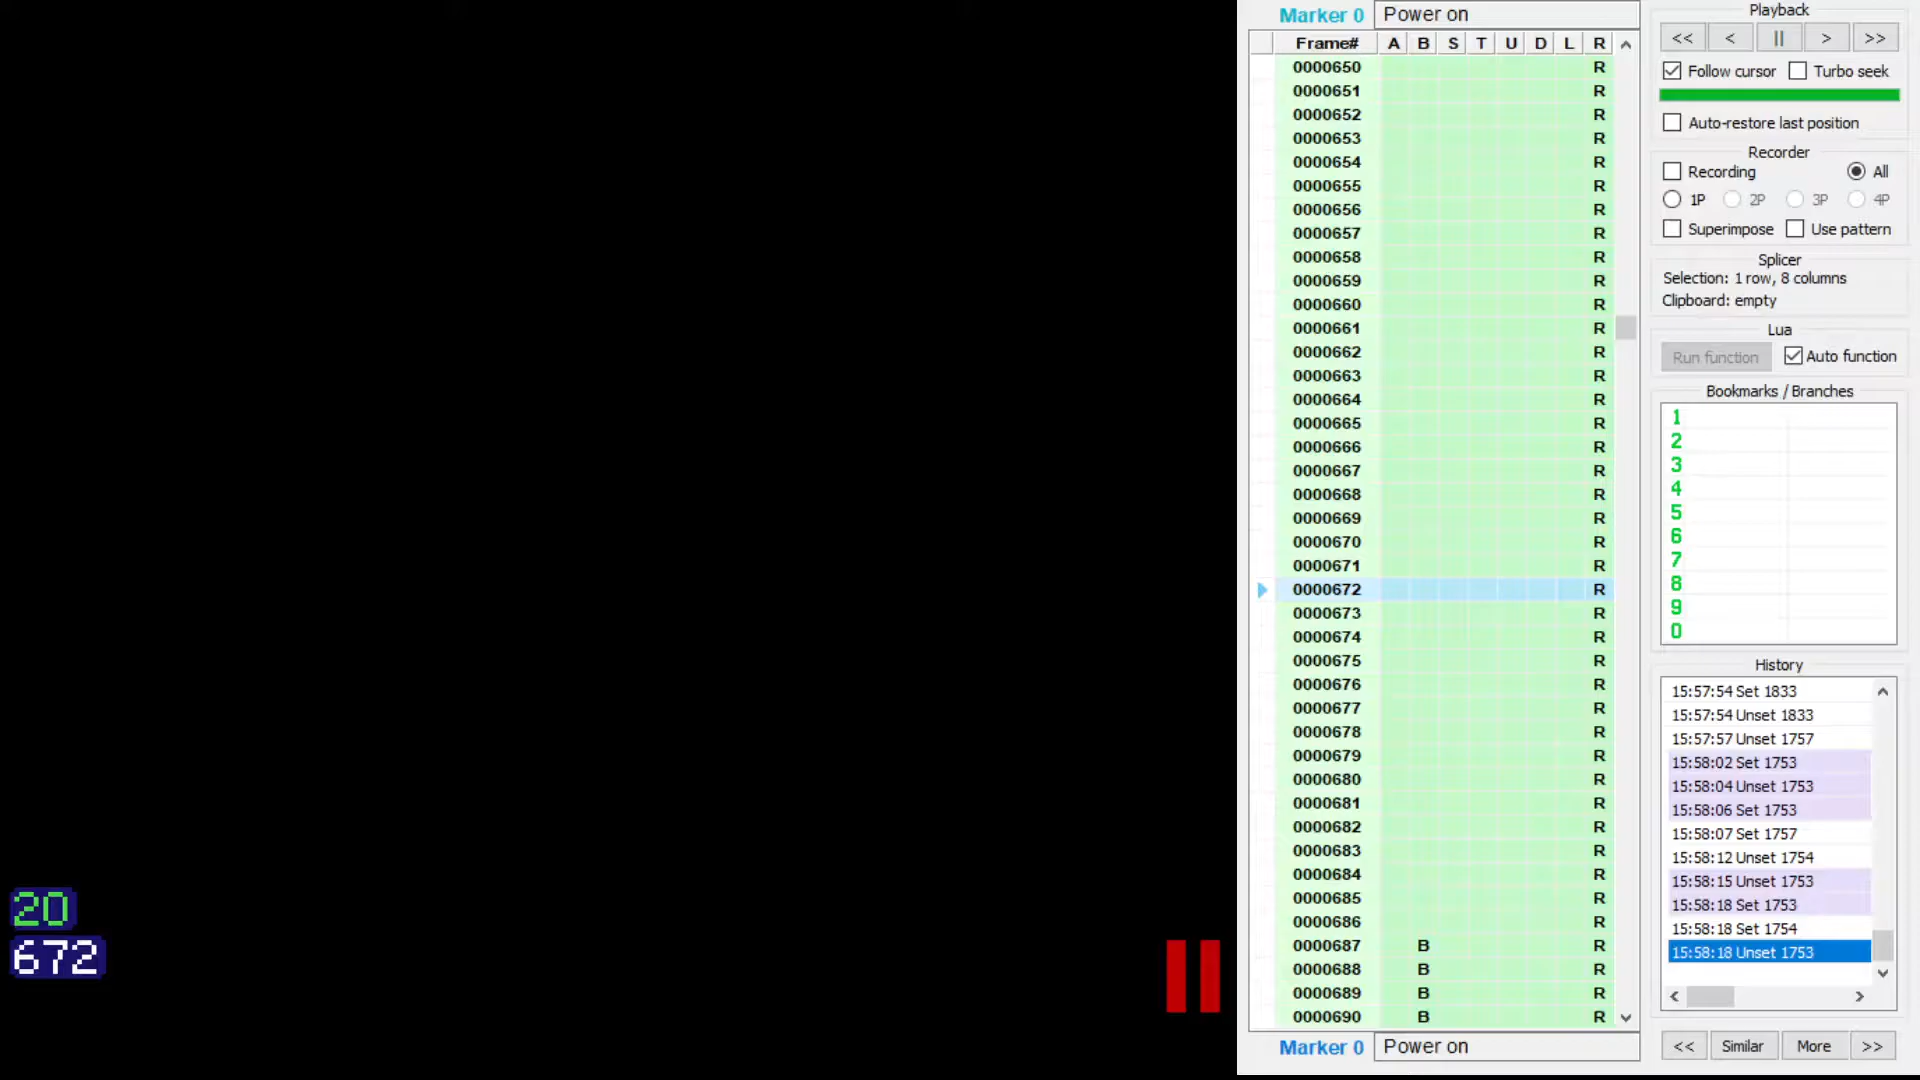 20
672
Marker 0 Power on
Frame# A B S T U D L R
0000650 R
0000651 R
0000652 R
0000653 R
0000654 R
0000655 R
0000656 R
0000657 R
0000658 R
0000659 R
0000660 R
0000661 R
0000662 R
0000663 R
0000664 R
0000665 R
0000666 R
0000667 R
0000668 R
0000669 R
0000670 R
0000671 R
0000672 R
0000673 R
0000674 R
0000675 R
0000676 R
0000677 R
0000678 R
0000679 R
0000680 R
0000681 R
0000682 R
0000683 R
0000684 R
0000685 R
0000686 R
0000687 B R
0000688 B R
0000689 B R
0000690 B R
Marker 0 Power on
Playback
<< < || > >>
Follow cursor Turbo seek
Auto-restore last position
Recorder
Recording All
1P 2P 3P 4P
Superimpose Use pattern
Splicer
Selection: 1 row, 8 columns
Clipboard: empty
Lua
Run function Auto function
Bookmarks / Branches
1
2
3
4
5
6
7
8
9
0
History
15:57:54 Set 1833
15:57:54 Unset 1833
15:57:57 Unset 1757
15:58:02 Set 1753
15:58:04 Unset 1753
15:58:06 Set 1753
15:58:07 Set 1757
15:58:12 Unset 1754
15:58:15 Unset 1753
15:58:18 Set 1753
15:58:18 Set 1754
15:58:18 Unset 1753
<< Similar More >>